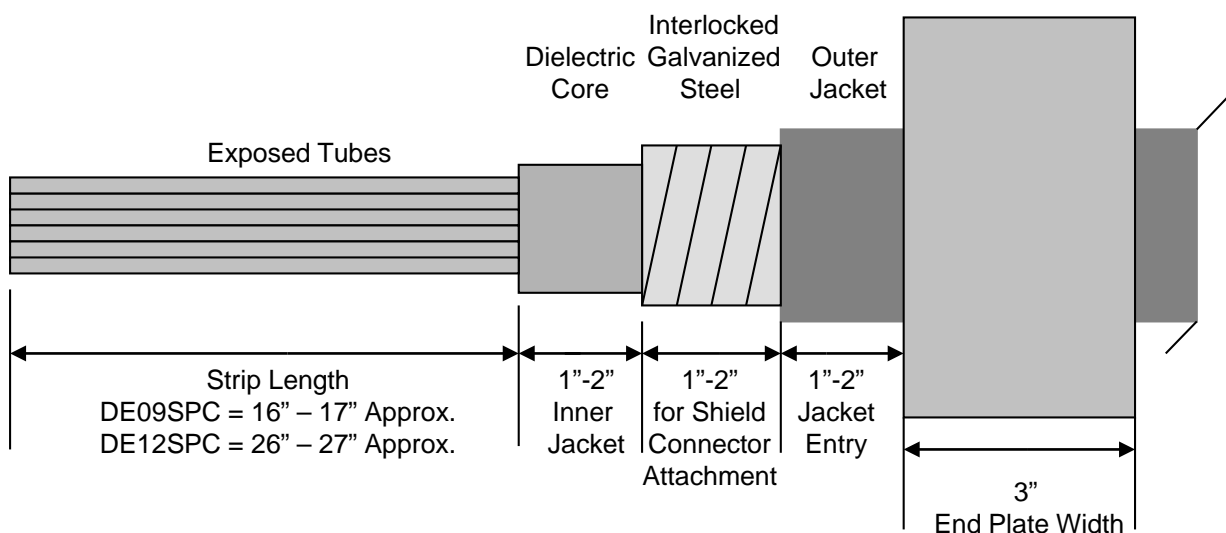 Interlocked
Dielectric Galvanized Outer
Core Steel Jacket
Exposed Tubes
Strip Length
DE09SPC = 16” – 17” Approx.
DE12SPC = 26” – 27” Approx.
1”-2”
Inner
Jacket
1”-2”
for Shield
Connector
Attachment
1”-2”
Jacket
Entry
3”
End Plate Width